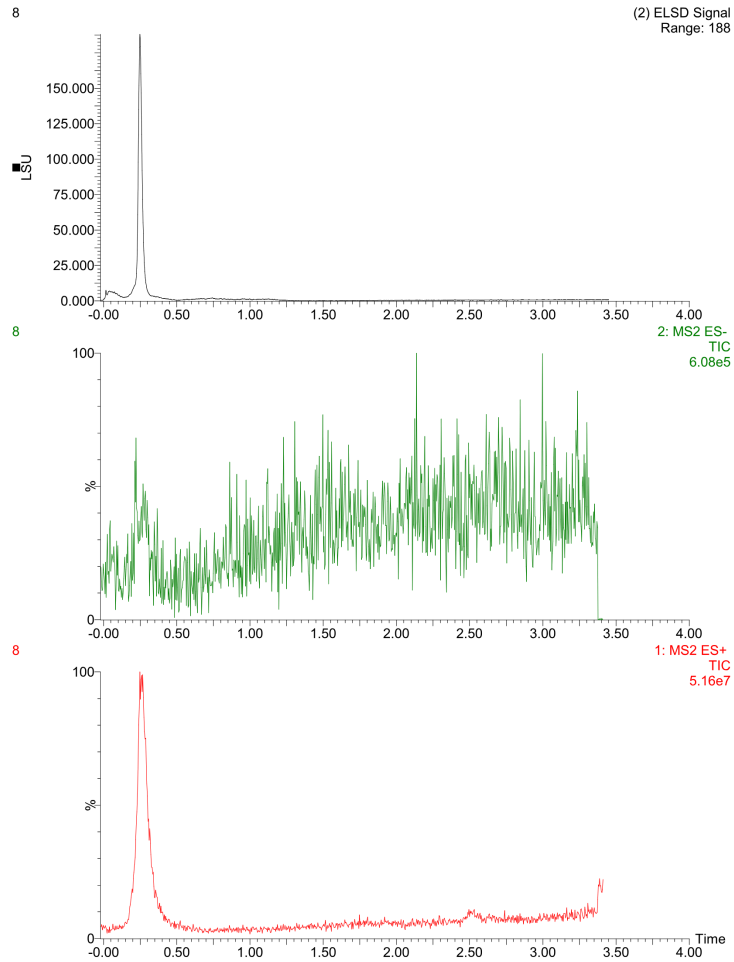 8
(2) ELSD Signal
Range: 188
LSU
150.000
125.000
100.000
75.000
50.000
25.000
0.000
-0.00 0.50 1.00 1.50 2.00 2.50 3.00 3.50 4.00
8
2: MS2 ES-
TIC
6.08e5
100
%
0
-0.00 0.50 1.00 1.50 2.00 2.50 3.00 3.50 4.00
8
1: MS2 ES+
TIC
5.16e7
100
%
0
Time
-0.00 0.50 1.00 1.50 2.00 2.50 3.00 3.50 4.00